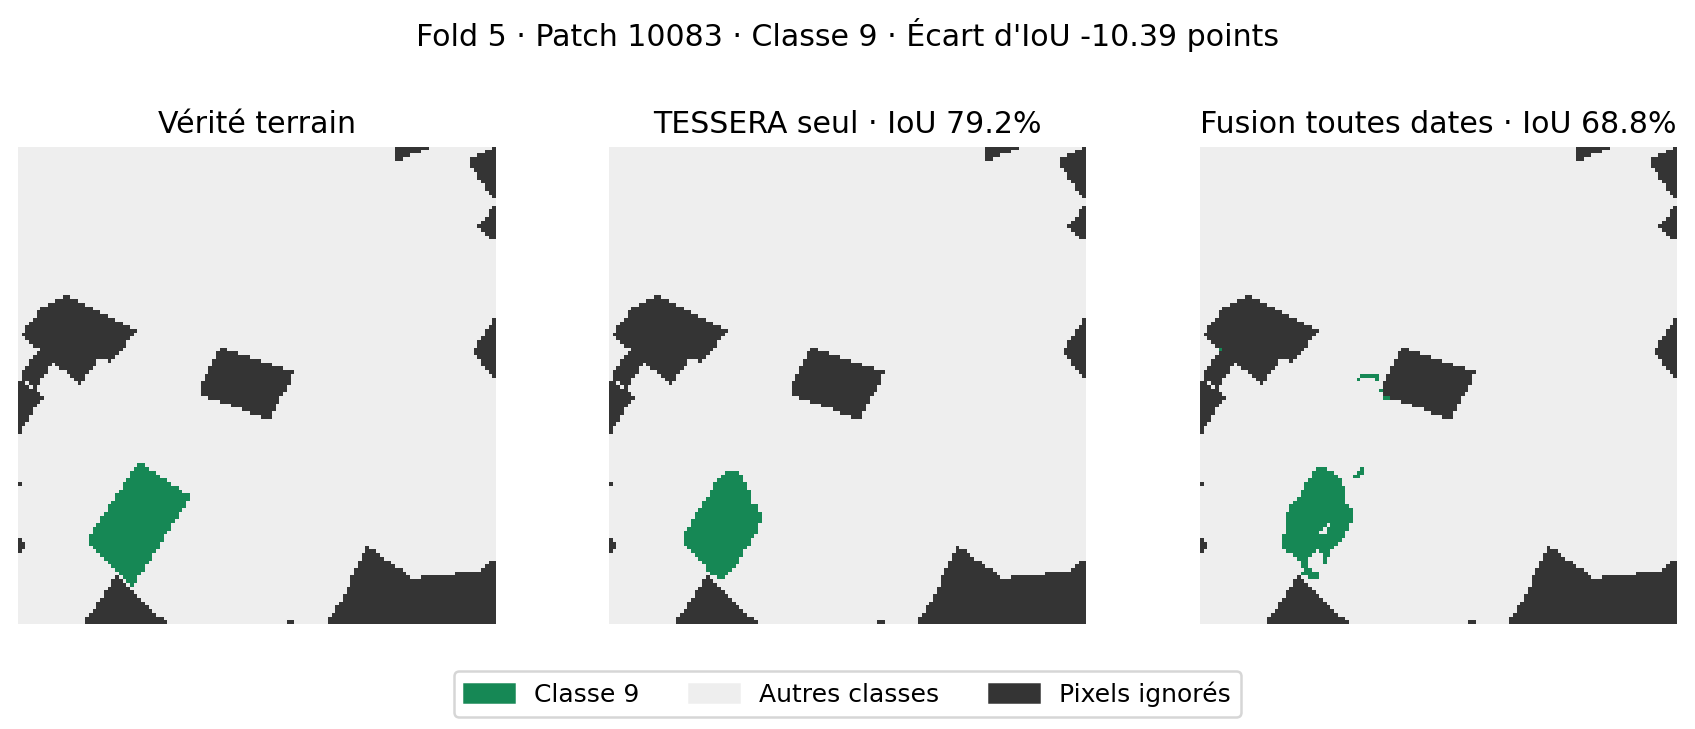 Fold 5 · Patch 10083 · Classe 9 · Écart d'IoU -10.39 points
Vérité terrain
TESSERA seul · IoU 79.2%
Fusion toutes dates · IoU 68.8%
Classe 9
Autres classes
Pixels ignorés